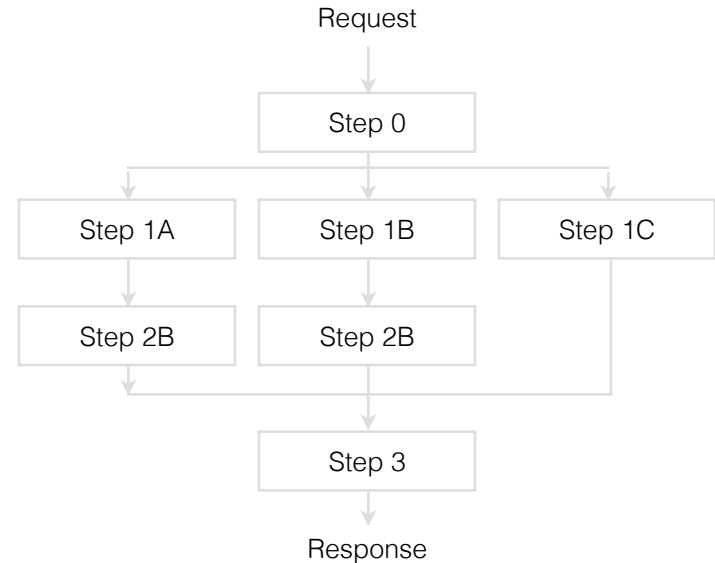 Request
Step 0
Step 1A
Step 1B
Step 1C
Step 2B
Step 2B
Step 3
Response